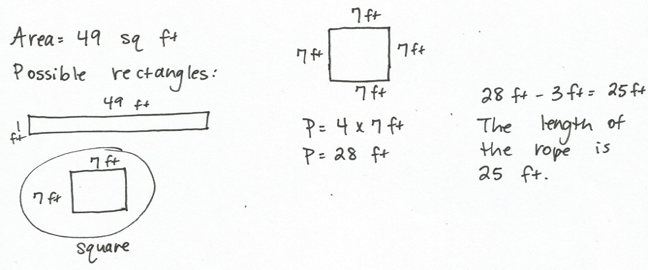 Area = 49 sq ft
Possible rectangles:
49 ft
1 ft
7 ft
7 ft
square
7 ft
7 ft
7 ft
7 ft
P = 4 x 7 ft
P = 28 ft
28 ft - 3 ft = 25 ft
The length of
the rope is
25 ft.